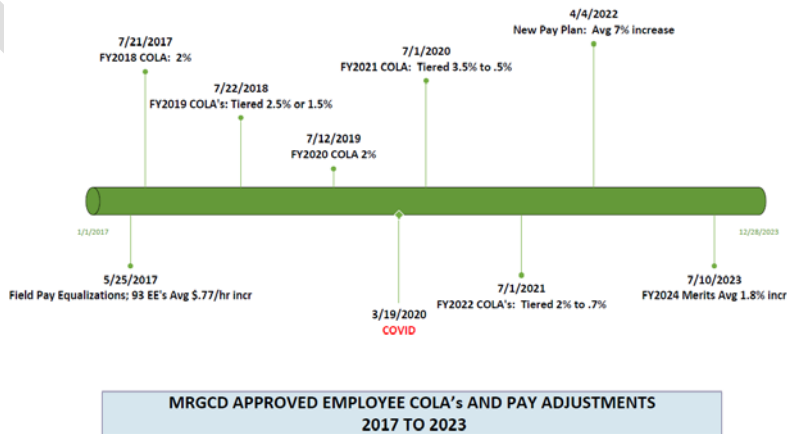 4/4/2022
New Pay Plan: Avg 7% increase
7/21/2017
FY2018 COLA: 2%
7/1/2020
FY2021 COLA: Tiered 3.5% to .5%
7/22/2018
FY2019 COLA's: Tiered 2.5% or 1.5%
7/12/2019
FY2020 COLA 2%
1/1/2017
12/28/2023
5/25/2017
Field Pay Equalizations; 93 EE's Avg $.77/hr incr
7/1/2021
FY2022 COLA's: Tiered 2% to .7%
7/10/2023
FY2024 Merits Avg 1.8% incr
3/19/2020
COVID
MRGCD APPROVED EMPLOYEE COLA's AND PAY ADJUSTMENTS
2017 TO 2023